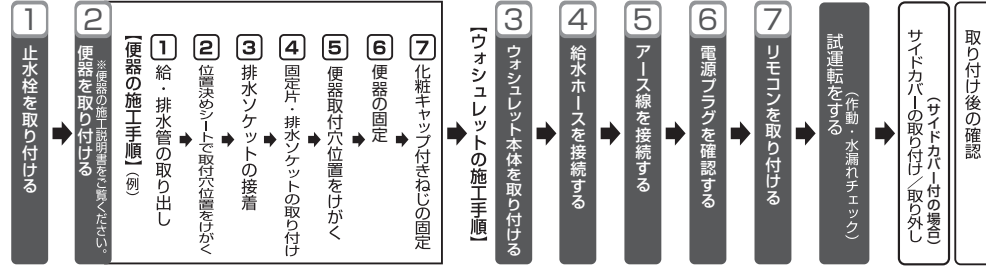 1
止水栓を取り付ける
2
便器を取り付ける
※便器の施工説明書をご覧ください。
【便器の施工手順】(例)
1
給・排水管の取り出し
2
位置決めシートで取付穴位置をけがく
3
排水ソケットの接着
4
固定片・排水ソケットの取り付け
5
便器取付穴位置をけがく
6
便器の固定
7
化粧キャップ付きねじの固定
【ウォシュレットの施工手順】
3
ウォシュレット本体を取り付ける
4
給水ホースを接続する
5
アース線を接続する
6
電源プラグを確認する
7
リモコンを取り付ける
試運転をする
(作動・水漏れチェック)
(サイドカバー付の場合)
サイドカバーの取り付け/取り外し
取り付け後の確認